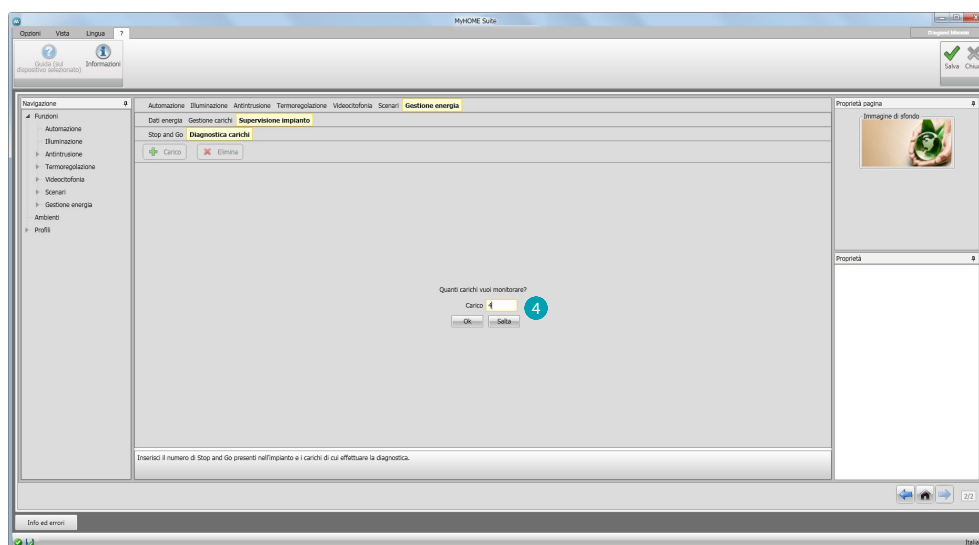 MyHOME Suite
Opzioni Vista Lingua ?
Guida (sul
dispositivo selezionato)
Informazioni
Salva
Navigazione
Funzioni
Automazione
Illuminazione
Antintrusione
Termoregolazione
Videocitofonia
Scenari
Gestione energia
Ambienti
Profili
Automazione Illuminazione Antintrusione Termoregolazione Videocitofonia Scenari Gestione energia
Dati energia Gestione carichi Supervisione impianto
Stop and Go Diagnostica carichi
Carico Elimina
Quanti carichi vuoi monitorare?
Carico 4
4
Ok Salta
Inserisci il numero di Stop and Go presenti nell'impianto e i carichi di cui effettuare la diagnostica.
Proprietà pagina
Immagine di sfondo
Proprietà
2/2
Info ed errori